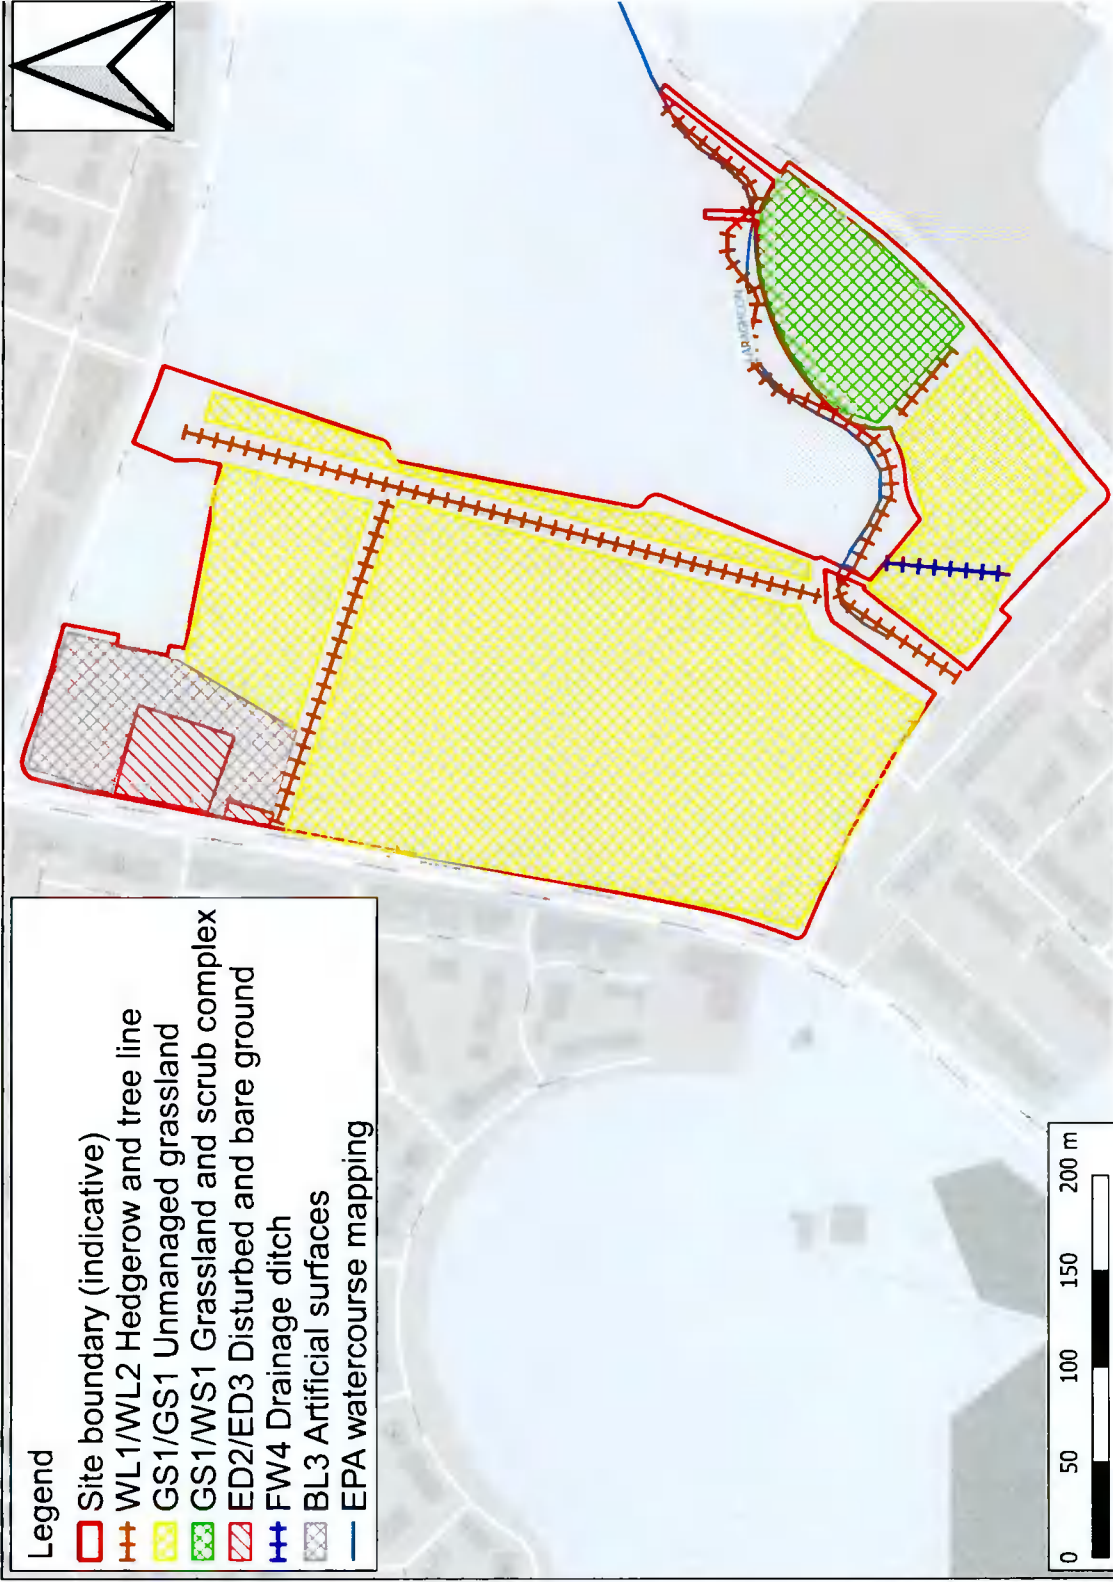 Legend
Site boundary (indicative)
WL1/WL2 Hedgerow and tree line
GS1/GS1 Unmanaged grassland
GS1/WS1 Grassland and scrub complex
ED2/ED3 Disturbed and bare ground
FW4 Drainage ditch
BL3 Artificial surfaces
EPA watercourse mapping
0 50 100 150 200 m